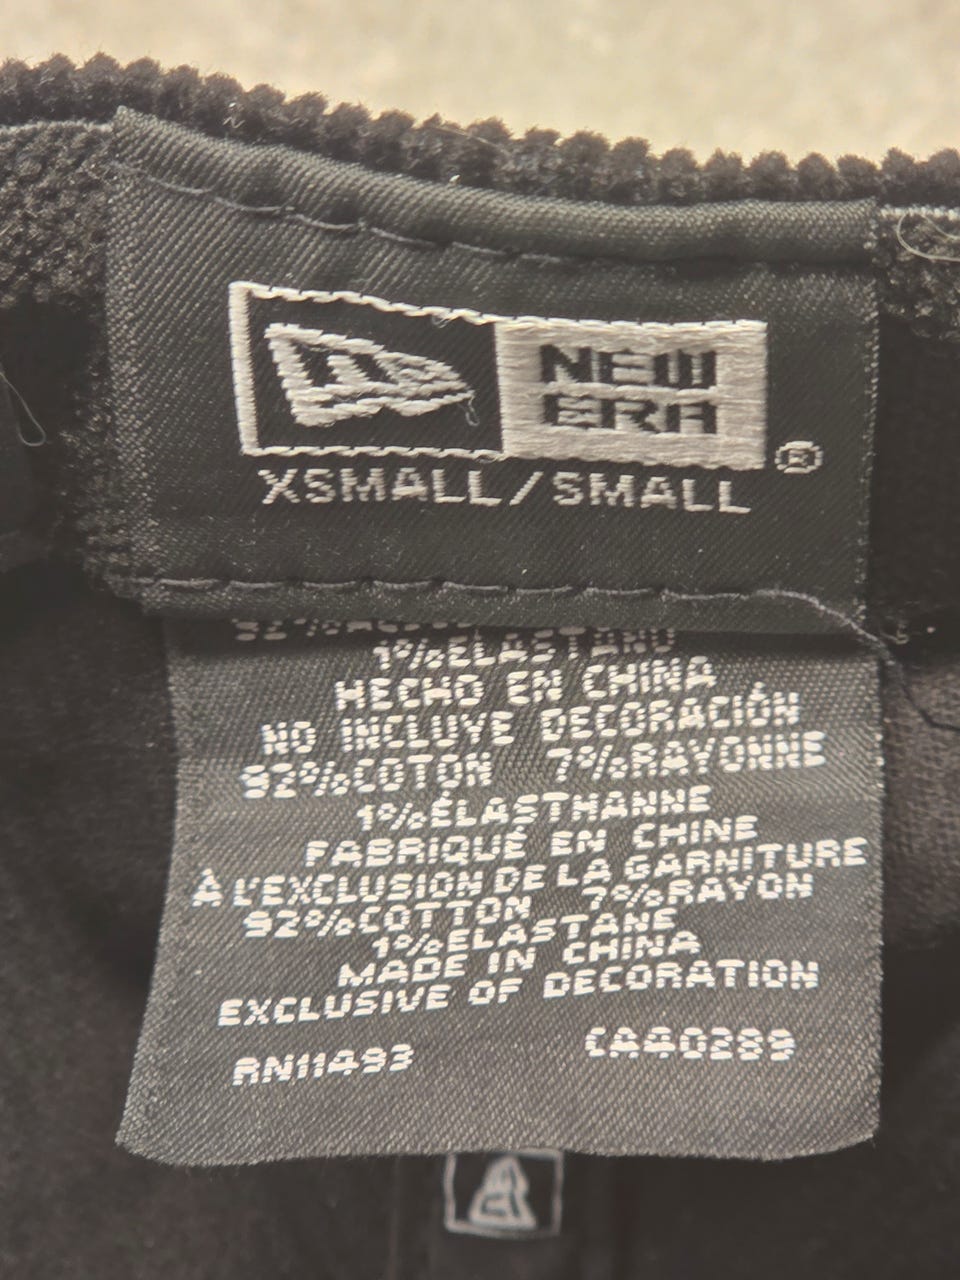 NEW
ERA
®
XSMALL/SMALL
1%ELASTANO
HECHO EN CHINA
NO INCLUYE DECORACIÓN
92%COTON 7%RAYONNE
1%ÉLASTHANNE
FABRIQUÉ EN CHINE
À L'EXCLUSION DE LA GARNITURE
92%COTTON 7%RAYON
1%ELASTANE
MADE IN CHINA
EXCLUSIVE OF DECORATION
RN11493 CA40289